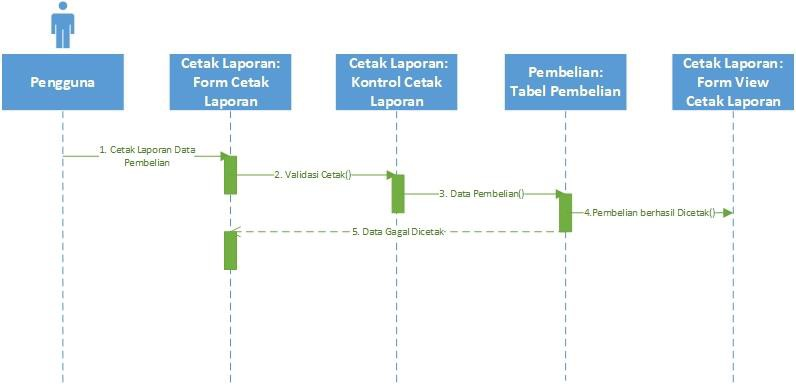 Pengguna
Cetak Laporan:
Form Cetak
Laporan
Cetak Laporan:
Kontrol Cetak
Laporan
Pembelian:
Tabel Pembelian
Cetak Laporan:
Form View
Cetak Laporan
1. Cetak Laporan Data
Pembelian
2. Validasi Cetak()
3. Data Pembelian()
4.Pembelian berhasil Dicetak()
5. Data Gagal Dicetak